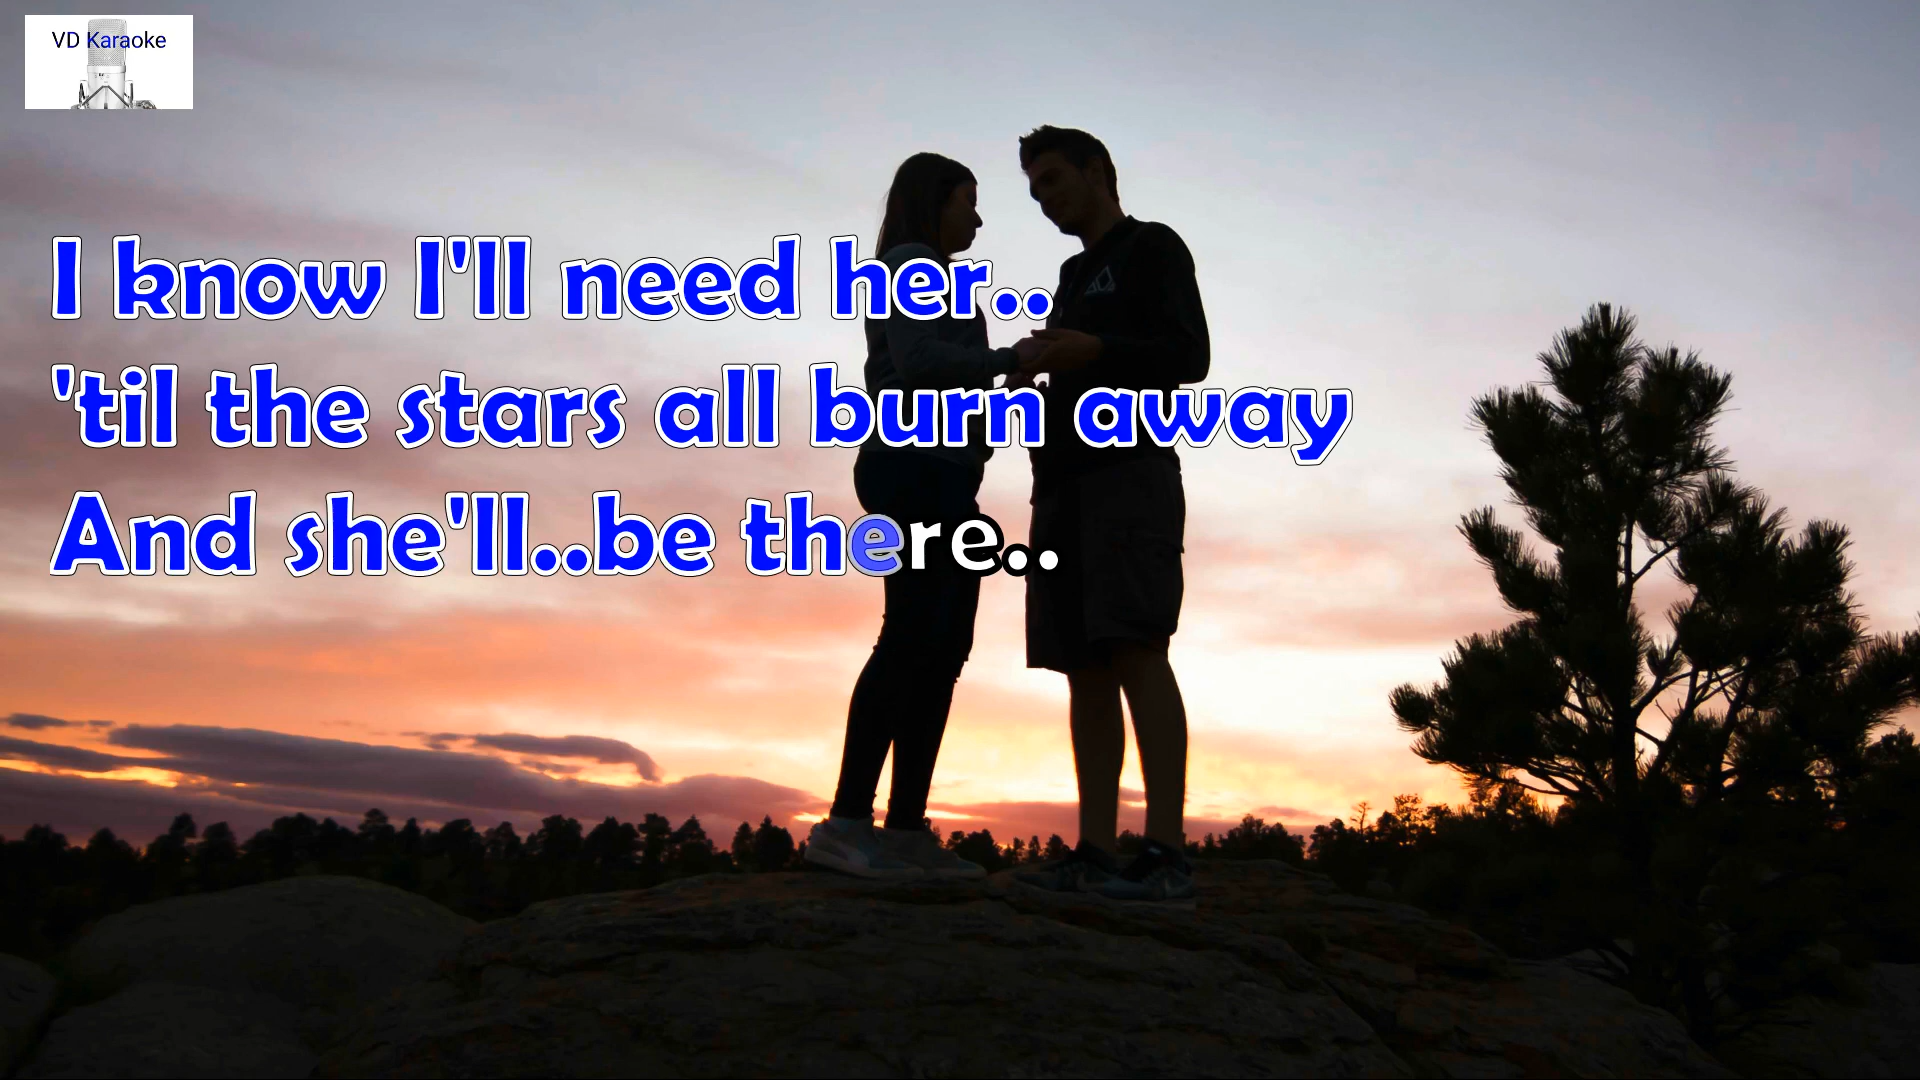 VD Karaoke
I know I'll need her..
'til the stars all burn away
And she'll..be there..